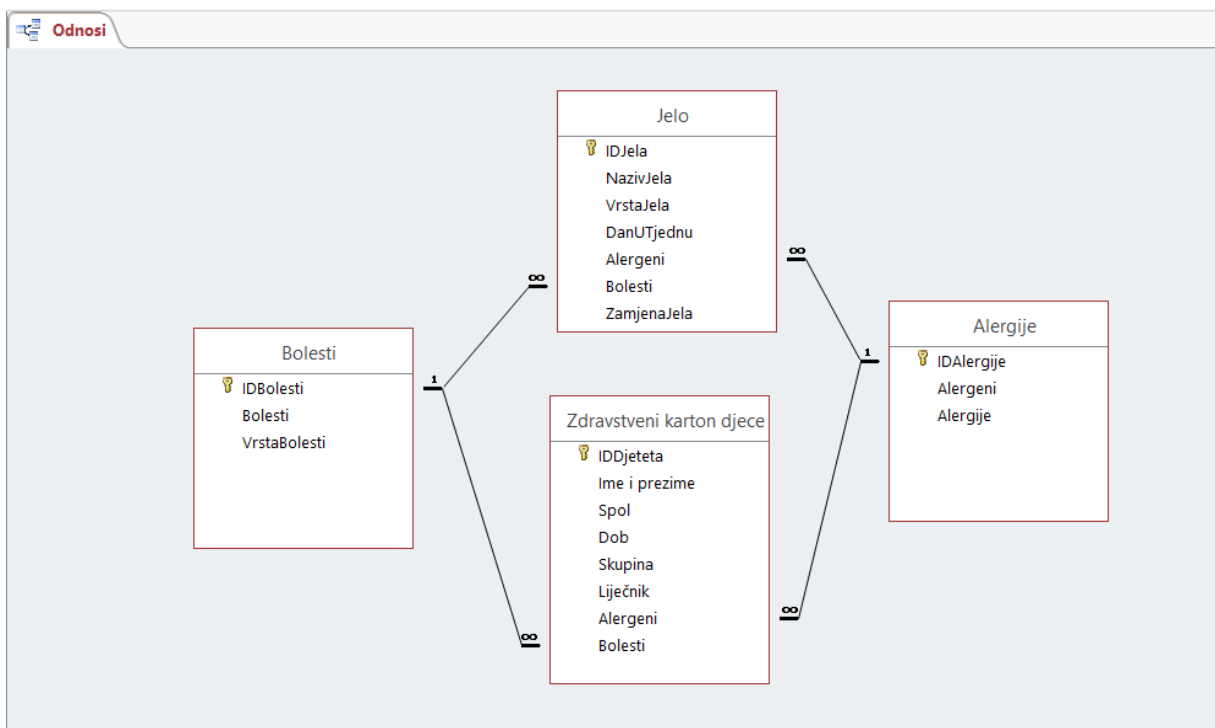 Odnosi
Jelo
IDJela
NazivJela
VrstaJela
DanUTjednu
Alergeni
Bolesti
ZamjenaJela
∞
∞
Bolesti
IDBolesti
Bolesti
VrstaBolesti
1
Alergije
IDAlergije
Alergeni
Alergije
1
Zdravstveni karton djece
IDDjeteta
Ime i prezime
Spol
Dob
Skupina
Liječnik
Alergeni
Bolesti
∞
∞